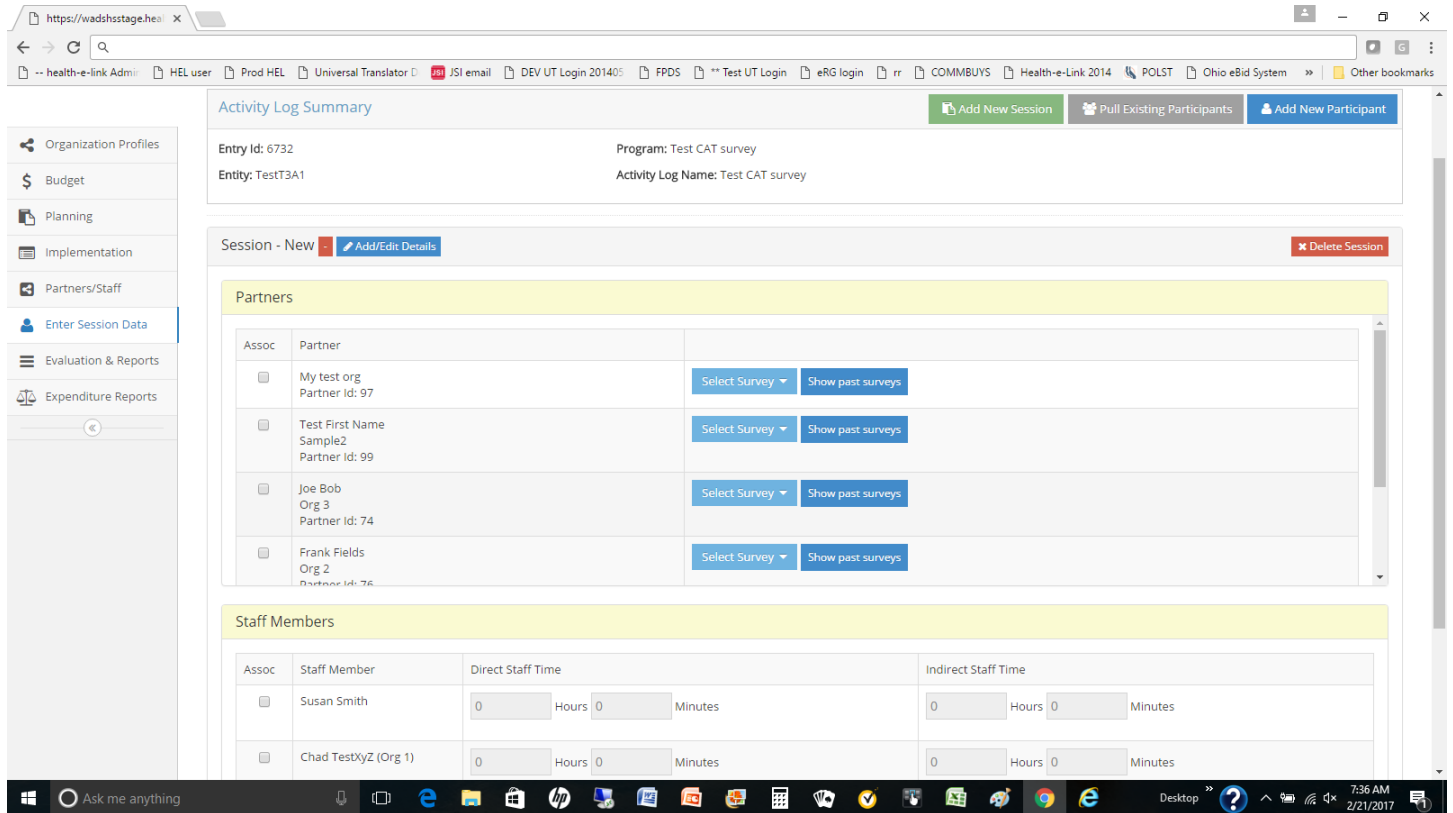 https://wadshsstage.heal
-- health-e-link Admin HEL user Prod HEL Universal Translator D JSI JSI email DEV UT Login 201405 FPDS ** Test UT Login eRG login rr COMMBUYS Health-e-Link 2014 POLST Ohio eBid System » Other bookmarks
Activity Log Summary Add New Session Pull Existing Participants Add New Participant
Entry Id: 6732 Program: Test CAT survey
Entity: TestT3A1 Activity Log Name: Test CAT survey
Organization Profiles
Budget
Planning
Implementation
Partners/Staff
Enter Session Data
Evaluation & Reports
Expenditure Reports
Session - New - Add/Edit Details Delete Session
Partners
Assoc Partner
My test org Select Survey Show past surveys
Partner Id: 97
Test First Name Select Survey Show past surveys
Sample2
Partner Id: 99
Joe Bob Select Survey Show past surveys
Org 3
Partner Id: 74
Frank Fields Select Survey Show past surveys
Org 2
Partner Id: 76
Staff Members
Assoc Staff Member Direct Staff Time Indirect Staff Time
Susan Smith 0 Hours 0 Minutes 0 Hours 0 Minutes
Chad TestXyZ (Org 1) 0 Hours 0 Minutes 0 Hours 0 Minutes
Ask me anything Desktop » 7:36 AM
2/21/2017